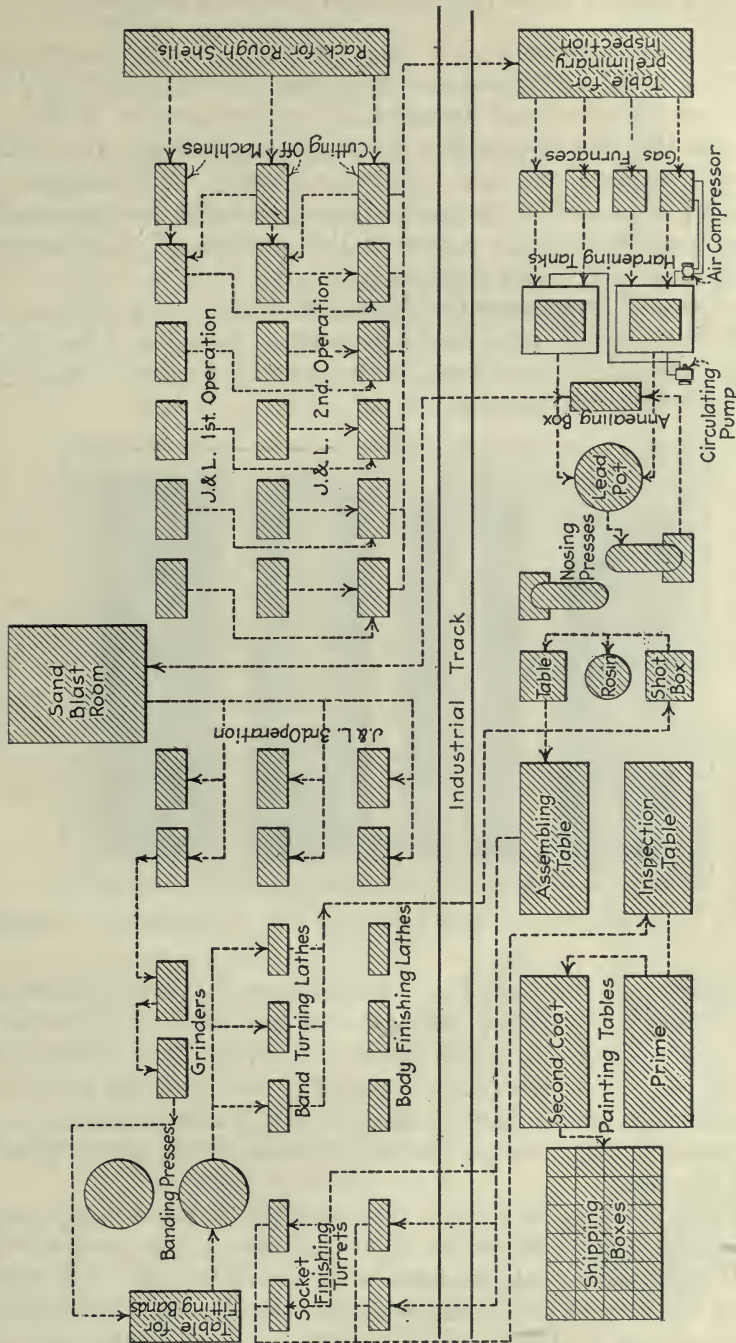 Rack for Rough Shells
Cutting Off Machines
J.& L. 1st. Operation
J.& L. 2nd. Operation
Sand
Blast
Room
J.& L. 3rd Operation
Grinders
Band Turning Lathes
Body Finishing Lathes
Banding Presses
Table for
Fitting Bands
Socket
Finishing
Turrets
Industrial Track
Table for
preliminary
Inspection
Gas
Furnaces
Hardening Tanks
Air Compressor
Circulating
Pump
Annealing
Box
Lead
Pot
Nosing
Presses
Table
Rosin
Shot
Box
Assembling
Table
Inspection
Table
Second Coat
Painting Tables
Prime
Shipping
Boxes